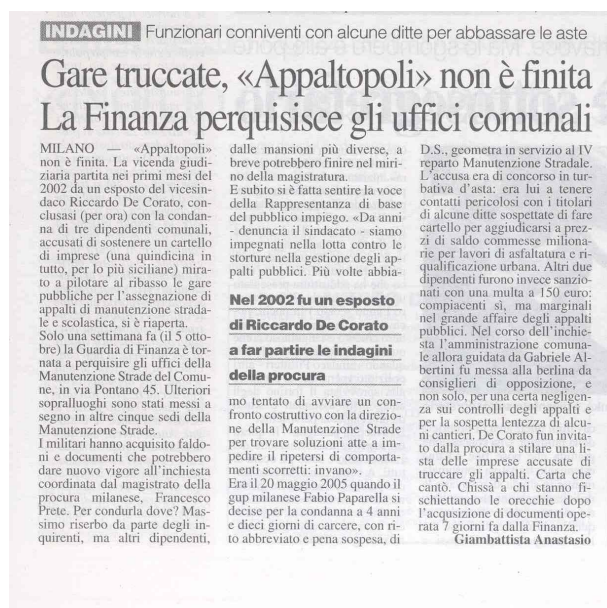 INDAGINI Funzionari conniventi con alcune ditte per abbassare le aste
Gare truccate, «Appaltopoli» non è finita
La Finanza perquisisce gli uffici comunali
MILANO — «Appaltopoli»
non è finita. La vicenda giudi-
ziaria partita nei primi mesi del
2002 da un esposto del vicesin-
daco Riccardo De Corato, con-
clusasi (per ora) con la condan-
na di tre dipendenti comunali,
accusati di sostenere un cartello
di imprese (una quindicina in
tutto, per lo più siciliane) mira-
to a pilotare al ribasso le gare
pubbliche per l'assegnazione di
appalti di manutenzione strada-
le e scolastica, si è riaperta.
Solo una settimana fa (il 5 otto-
bre) la Guardia di Finanza è tor-
nata a perquisire gli uffici della
Manutenzione Strade del Comu-
ne, in via Pontano 45. Ulteriori
sopralluoghi sono stati messi a
segno in altre cinque sedi della
Manutenzione Strade.
I militari hanno acquisito faldo-
ni e documenti che potrebbero
dare nuovo vigore all'inchiesta
coordinata dal magistrato della
procura milanese, Francesco
Prete. Per condurla dove? Mas-
simo riserbo da parte degli in-
quirenti, ma altri dipendenti,
dalle mansioni più diverse, a
breve potrebbero finire nel miri-
no della magistratura.
E subito si è fatta sentire la voce
della Rappresentanza di base
del pubblico impiego. «Da anni
- denuncia il sindacato - siamo
impegnati nella lotta contro le
storture nella gestione degli ap-
palti pubblici. Più volte abbia-
Nel 2002 fu un esposto
di Riccardo De Corato
a far partire le indagini
della procura
mo tentato di avviare un con-
fronto costruttivo con la direzio-
ne della Manutenzione Strade
per trovare soluzioni atte a im-
pedire il ripetersi di comporta-
menti scorretti: invano».
Era il 20 maggio 2005 quando il
gup milanese Fabio Paparella si
decise per la condanna a 4 anni
e dieci giorni di carcere, con ri-
to abbreviato e pena sospesa, di
D.S., geometra in servizio al IV
reparto Manutenzione Stradale.
L'accusa era di concorso in tur-
bativa d'asta: era lui a tenere
contatti pericolosi con i titolari
di alcune ditte sospettate di fare
cartello per aggiudicarsi a prez-
zi di saldo commesse miliona-
rie per lavori di asfaltatura e ri-
qualificazione urbana. Altri due
dipendenti furono invece sanzio-
nati con una multa a 150 euro:
compiacenti sì, ma marginali
nel grande affaire degli appalti
pubblici. Nel corso dell'inchie-
sta l'amministrazione comuna-
le allora guidata da Gabriele Al-
bertini fu messa alla berlina da
consiglieri di opposizione, e
non solo, per una certa negligen-
za sui controlli degli appalti e
per la sospetta lentezza di alcu-
ni cantieri. De Corato fun invita-
to dalla procura a stilare una li-
sta delle imprese accusate di
truccare gli appalti. Carta che
cantò. Chissà a chi stanno fi-
schiettando le orecchie dopo
l'acqusizione di documenti ope-
rata 7 giorni fa dalla Finanza.
Giambattista Anastasio